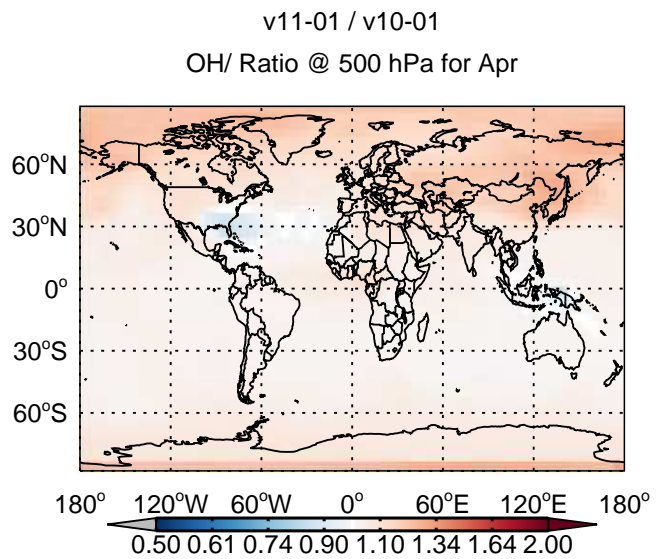 v11-01 / v10-01
OH/ Ratio @ 500 hPa for Apr
60°N
30°N
0°
30°S
60°S
180° 120°W 60°W 0° 60°E 120°E 180°
0.50 0.61 0.74 0.90 1.10 1.34 1.64 2.00